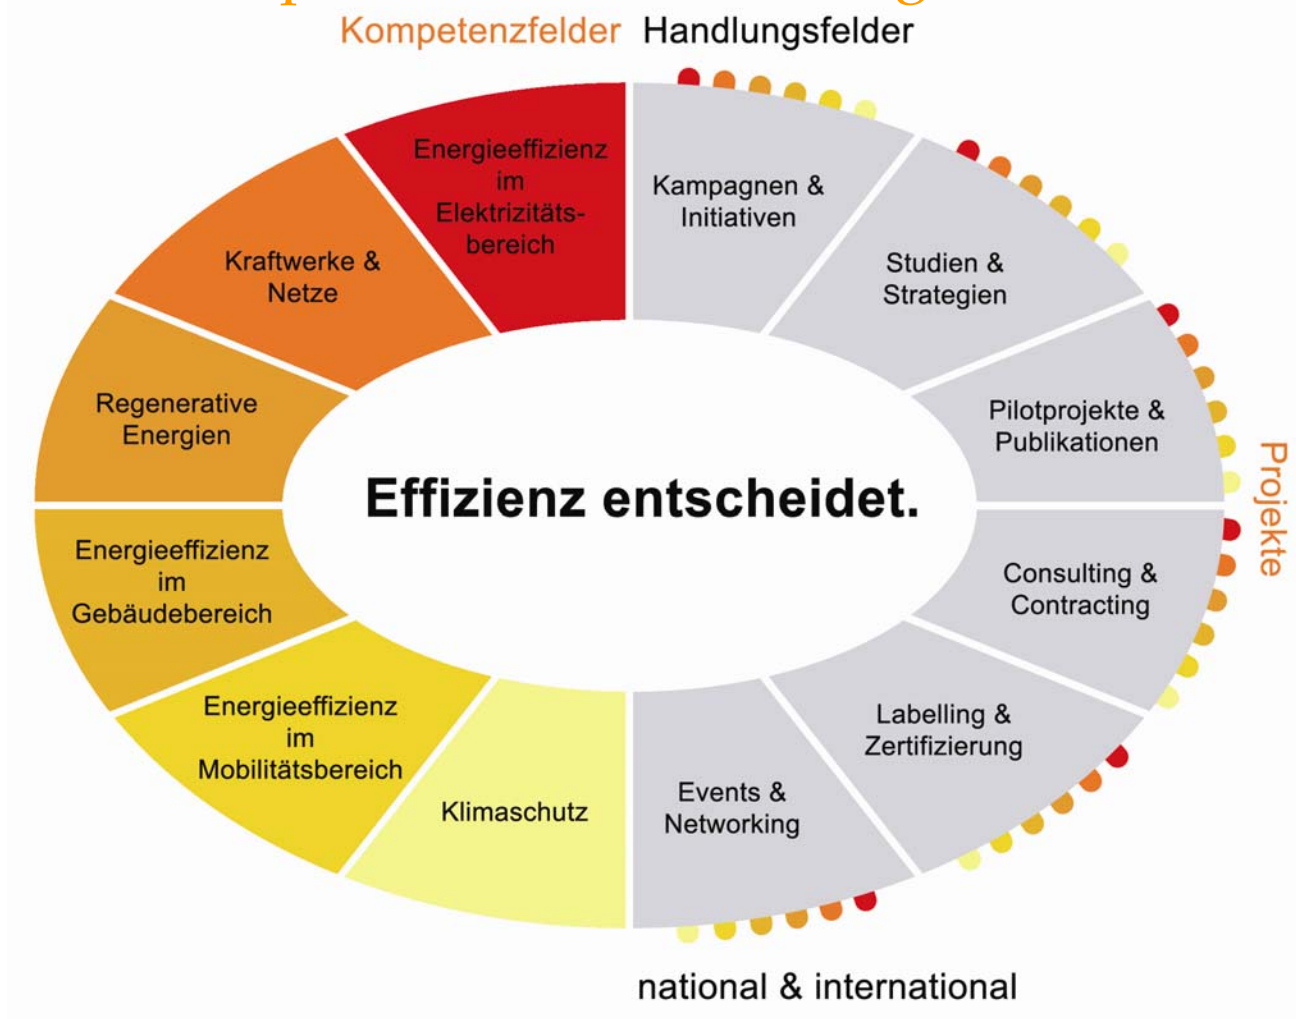 Kompetenzfelder Handlungsfelder
Energieeffizienz
im
Elektrizitäts-
bereich
Kampagnen &
Initiativen
Kraftwerke &
Netze
Studien &
Strategien
Regenerative
Energien
Pilotprojekte &
Publikationen
Effizienz entscheidet.
Projekte
Energieeffizienz
im
Gebäudebereich
Consulting &
Contracting
Energieeffizienz
im
Mobilitätsbereich
Labelling &
Zertifizierung
Klimaschutz
Events &
Networking
national & international